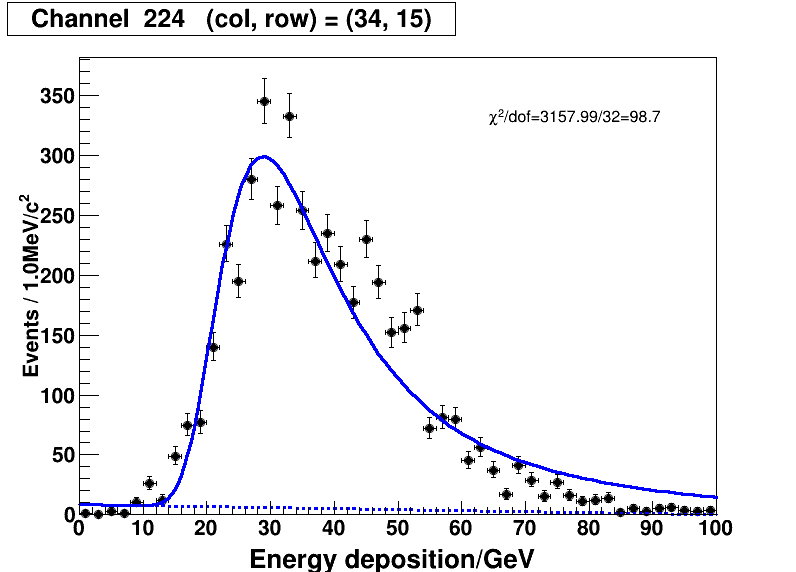 Channel 224 (col, row) = (34, 15)
χ²/dof=3157.99/32=98.7
Events / 1.0MeV/c²
350
300
250
200
150
100
50
0
0 10 20 30 40 50 60 70 80 90 100
Energy deposition/GeV